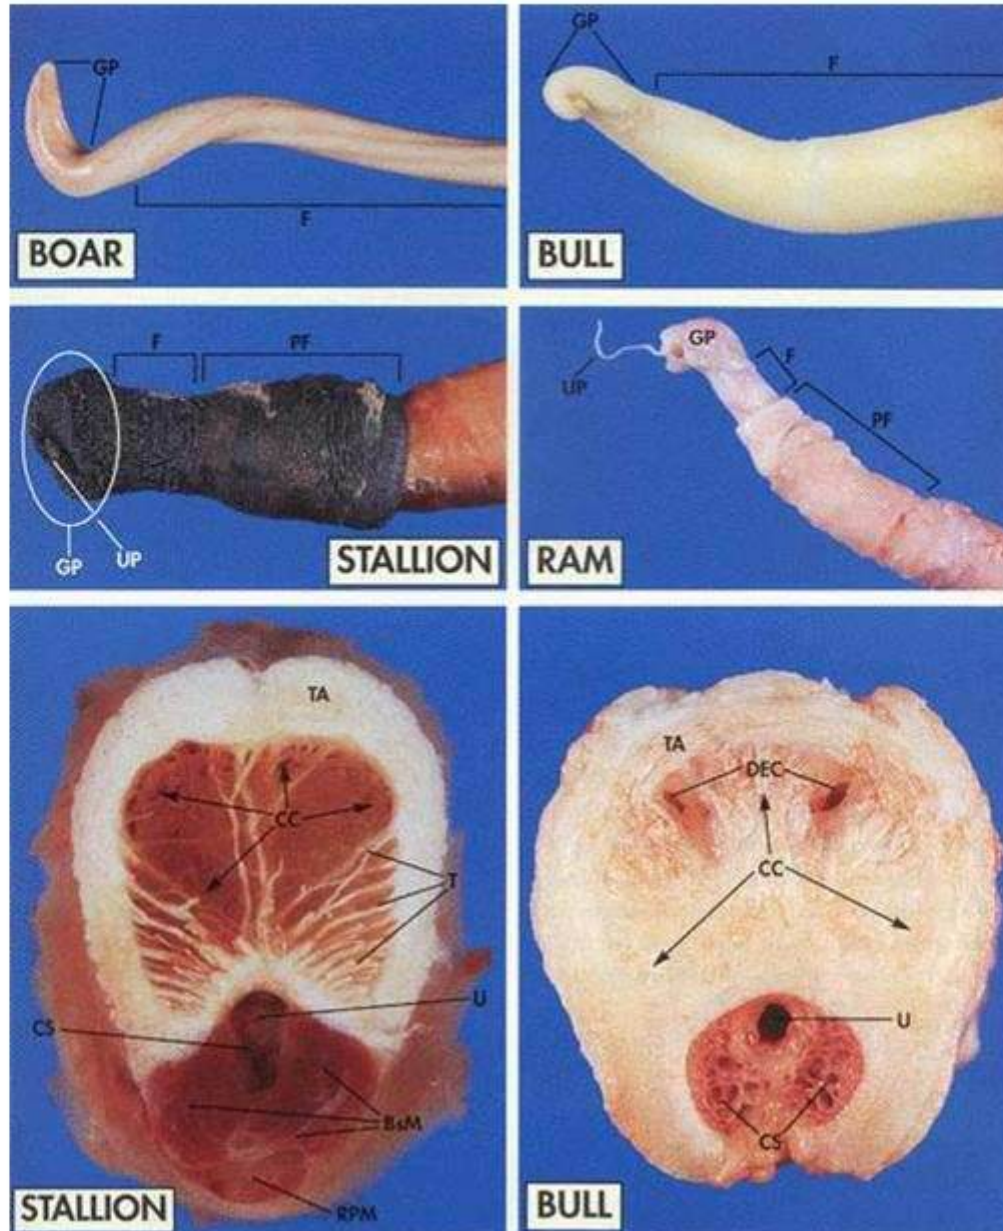 GP
F
BOAR
GP
F
BULL
F
PF
GP
UP
STALLION
UP
GP
F
PF
RAM
TA
CC
T
U
CS
BsM
RPM
STALLION
TA
DEC
CC
U
CS
BULL